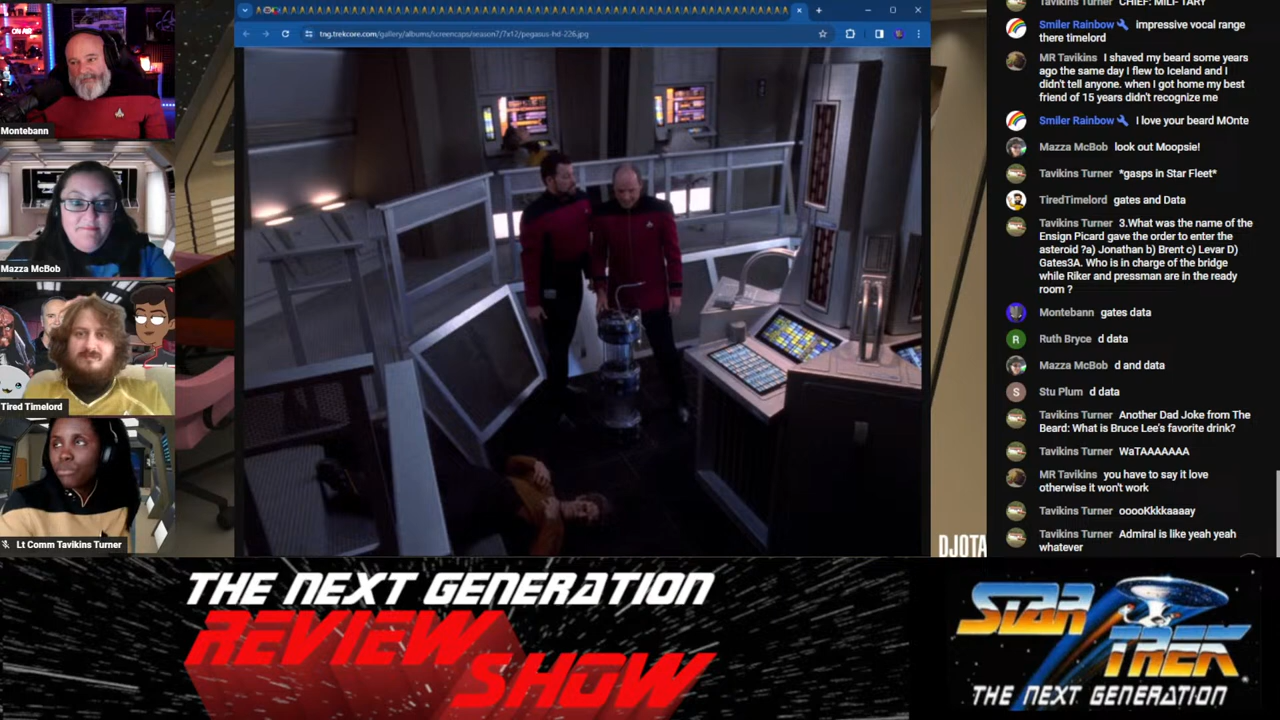 ON AIR
Montebann
Mazza McBob
Tired Timelord
Lt Comm Tavikins Turner
tng.trekcore.com/gallery/albums/screencaps/season7/7x12/pegasus-hd-226.jpg
DJOTA
Tavikins Turner CHIEF: MILF TARY
Smiler Rainbow impressive vocal range
there timelord
MR Tavikins I shaved my beard some years
ago the same day I flew to Iceland and I
didn't tell anyone. when I got home my best
friend of 15 years didn't recognize me
Smiler Rainbow I love your beard MOnte
Mazza McBob look out Moopsie!
Tavikins Turner *gasps in Star Fleet*
TiredTimelord gates and Data
Tavikins Turner 3.What was the name of the
Ensign Picard gave the order to enter the
asteroid ?a) Jonathan b) Brent c) Levar D)
Gates3A. Who is in charge of the bridge
while Riker and pressman are in the ready
room ?
Montebann gates data
R
Ruth Bryce d data
Mazza McBob d and data
S
Stu Plum d data
Tavikins Turner Another Dad Joke from The
Beard: What is Bruce Lee's favorite drink?
Tavikins Turner WaTAAAAAAA
MR Tavikins you have to say it love
otherwise it won't work
Tavikins Turner ooooKkkkaaaay
Tavikins Turner Admiral is like yeah yeah
whatever
THE NEXT GENERATION
REVIEW
SHOW
STAR
TREK
THE NEXT GENERATION